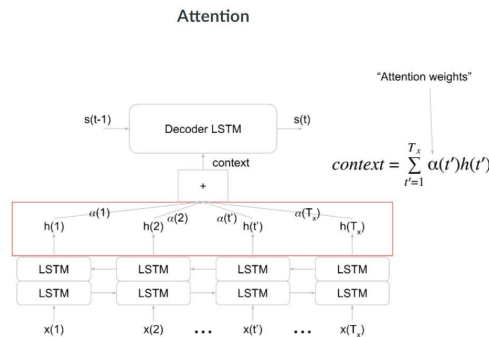 Attention
"Attention weights"
s(t-1)
Decoder LSTM
s(t)
context
context = T_x ∑ t'=1 α(t')h(t')
+
α(1)
α(2)
α(t')
α(T_x)
h(1)
h(2)
h(t')
h(T_x)
LSTM LSTM LSTM LSTM
LSTM LSTM LSTM LSTM
x(1) x(2) ... x(t') ... x(T_x)